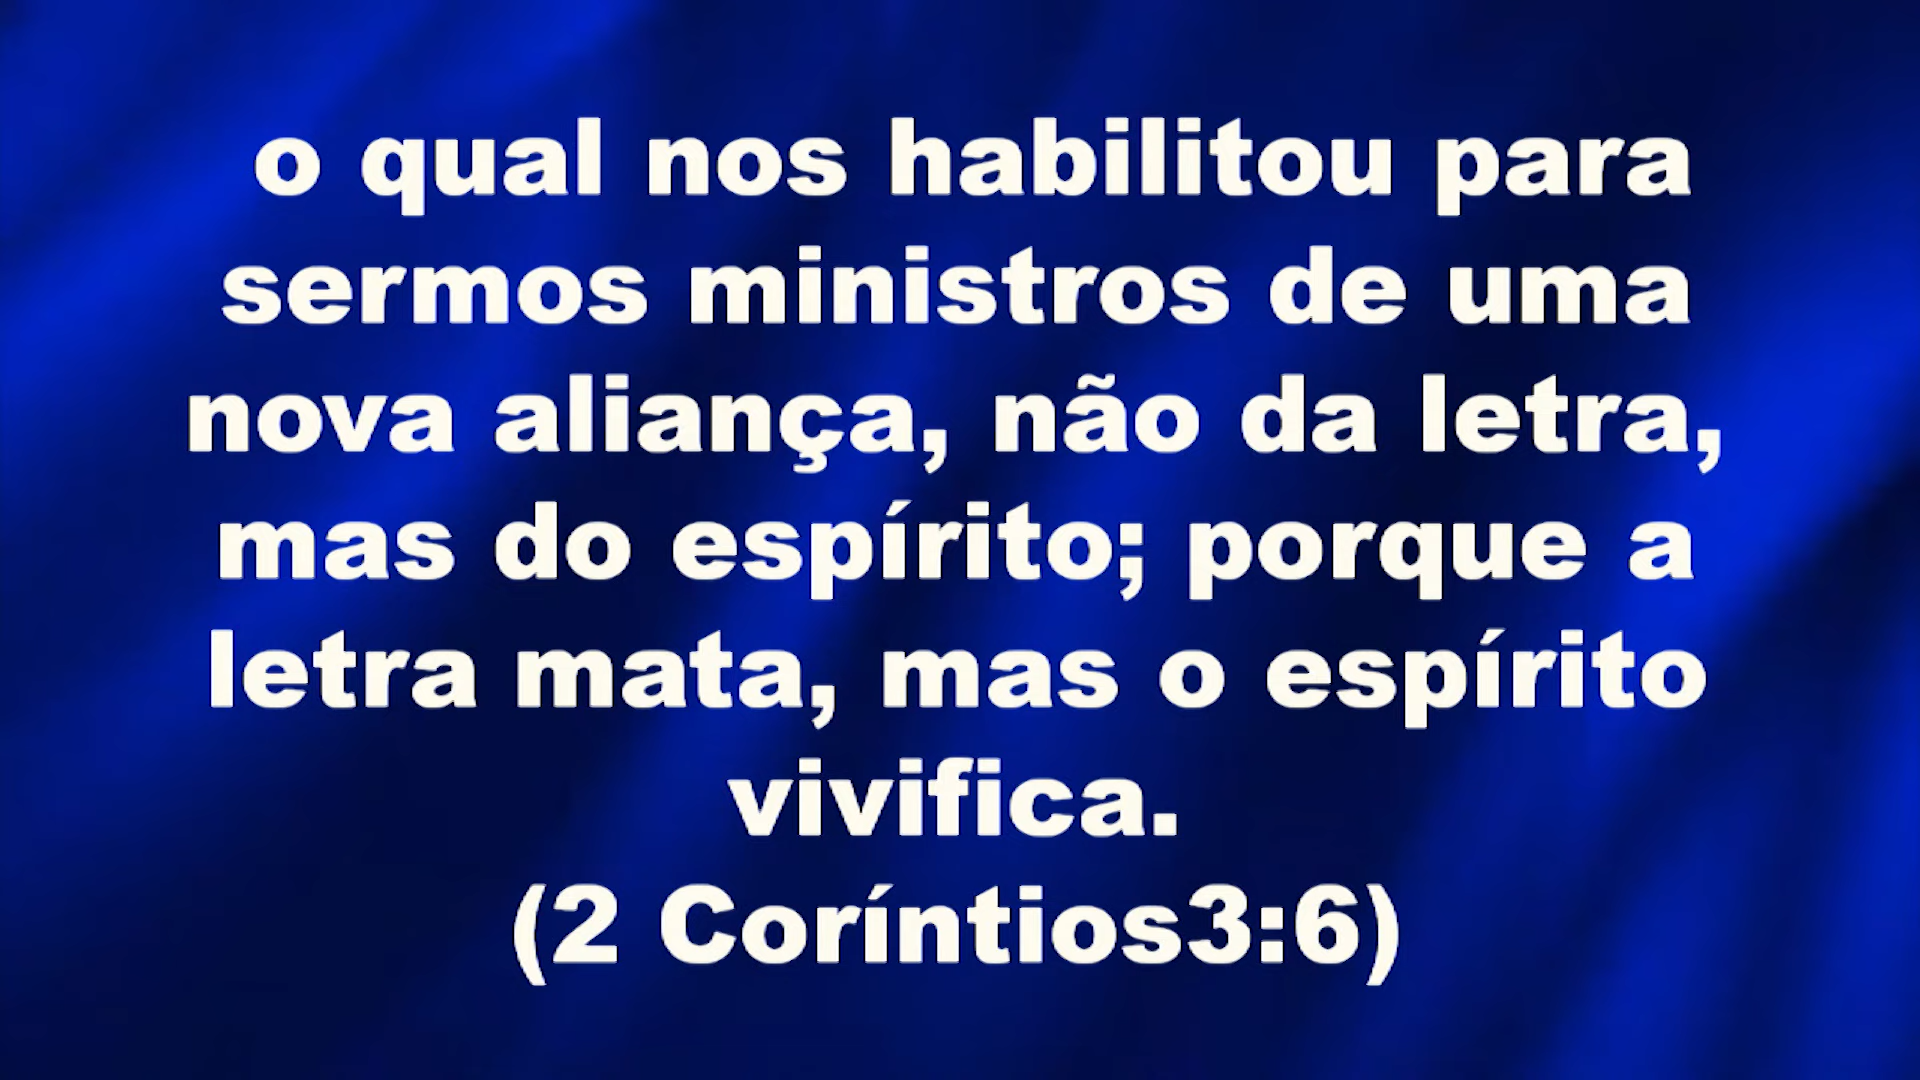 o qual nos habilitou para
sermos ministros de uma
nova aliança, não da letra,
mas do espírito; porque a
letra mata, mas o espírito
vivifica.
(2 Coríntios3:6)